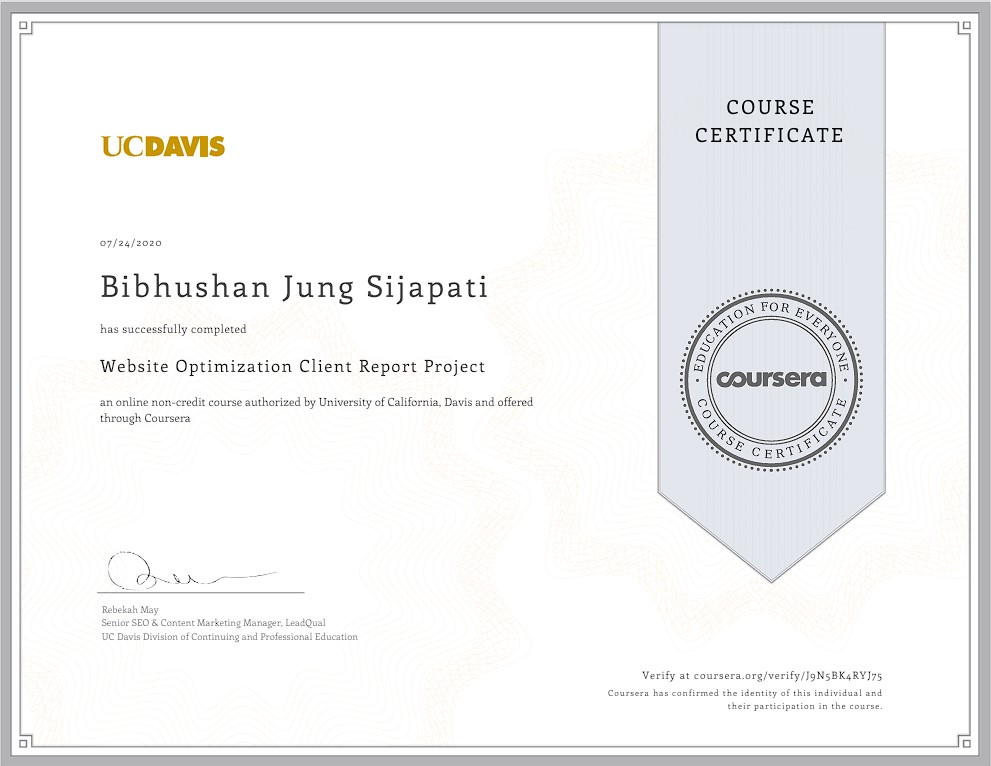 COURSE
CERTIFICATE
UCDAVIS
07/24/2020
Bibhushan Jung Sijapati
has successfully completed
Website Optimization Client Report Project
an online non-credit course authorized by University of California, Davis and offered
through Coursera
EDUCATION FOR EVERYONE
coursera
COURSE CERTIFICATE
Rebekah May
Senior SEO & Content Marketing Manager, LeadQual
UC Davis Division of Continuing and Professional Education
Verify at coursera.org/verify/J9N5BK4RYJ75
Coursera has confirmed the identity of this individual and
their participation in the course.